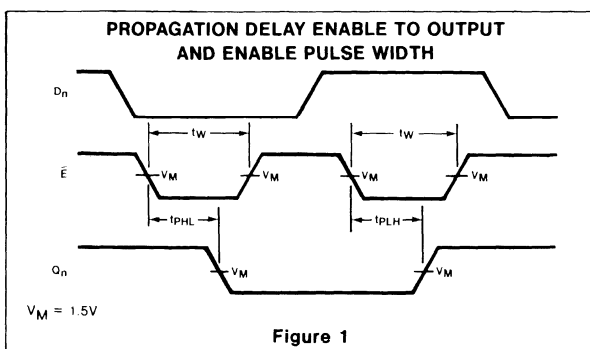 PROPAGATION DELAY ENABLE TO OUTPUT
AND ENABLE PULSE WIDTH
Dn
tW tW
Ē
VM VM VM VM
tPHL tPLH
Qn
VM VM
VM = 1.5V
Figure 1